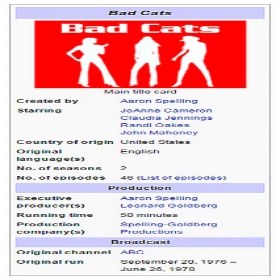 Bad Cats
Bad Cats
Main title card
Created by Aaron Spelling
Starring JoAnne Cameron
Claudia Jennings
Randi Oakes
John Mahoney
Country of origin United States
Original language(s) English
No. of seasons 2
No. of episodes 48 (List of episodes)
Production
Executive producer(s) Aaron Spelling
Leonard Goldberg
Running time 50 minutes
Production company(s) Spelling-Goldberg Productions
Broadcast
Original channel ABC
Original run September 20, 1976 –
June 26, 1978